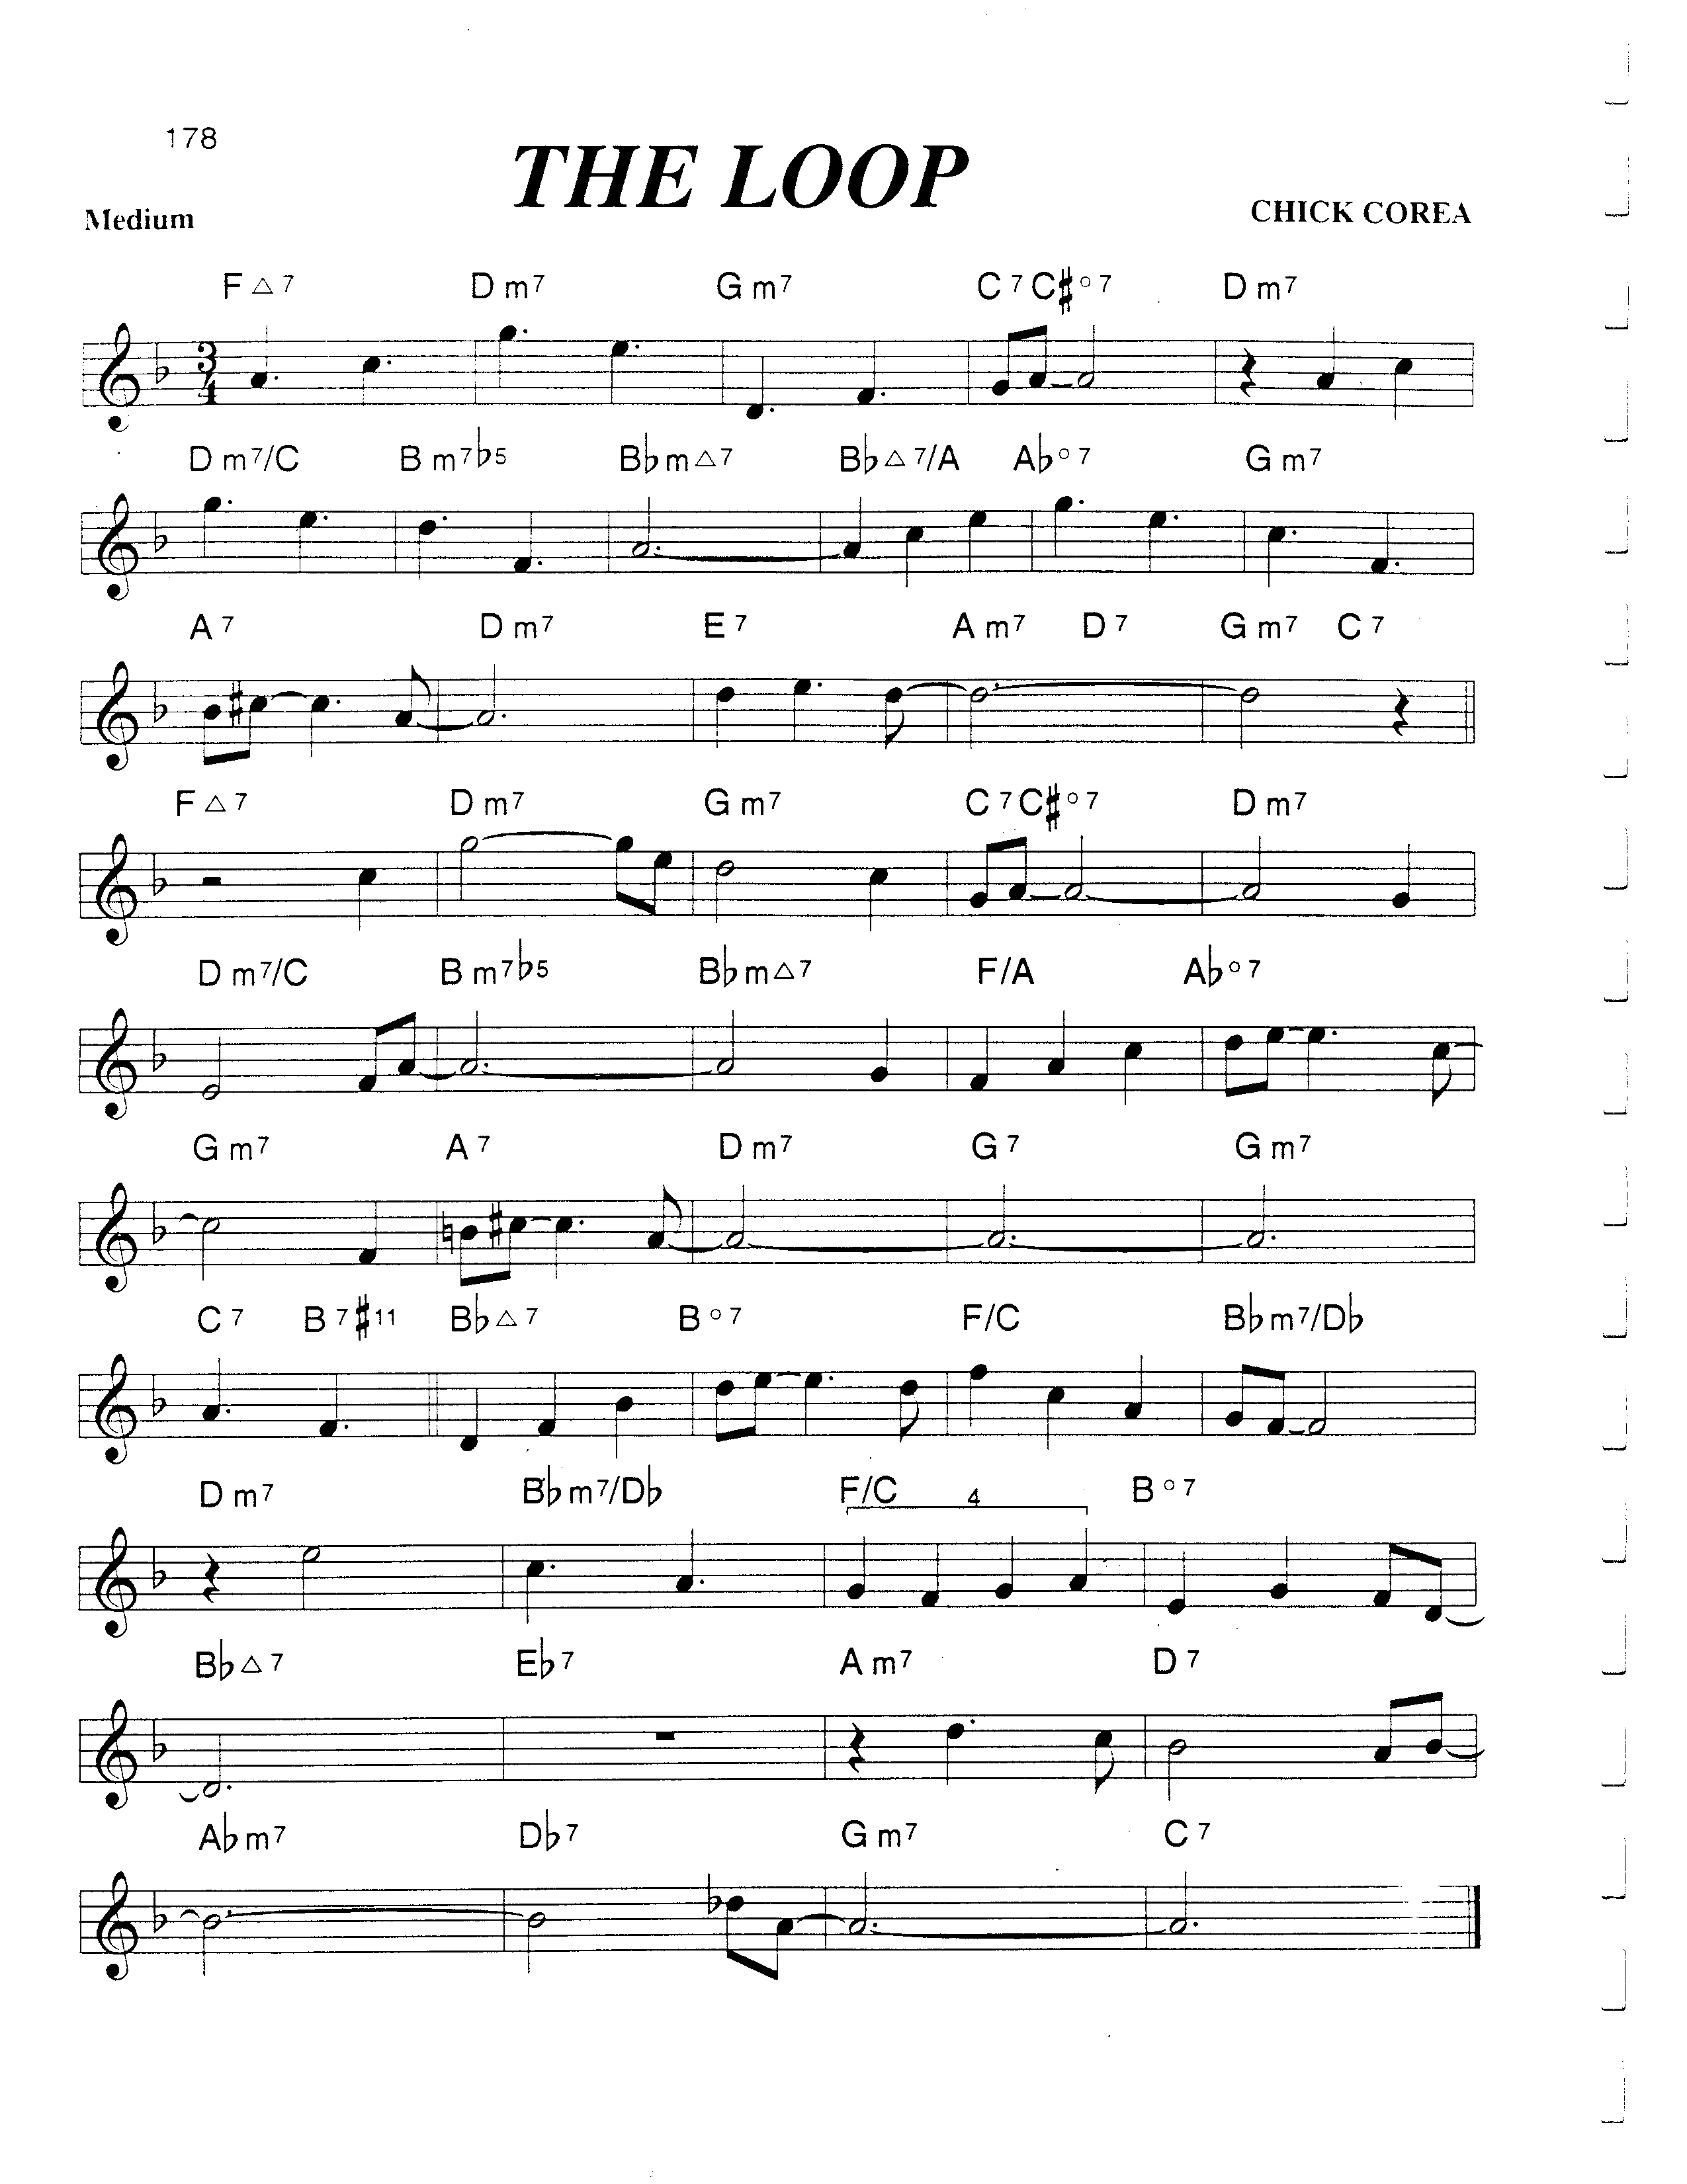 178
THE LOOP
Medium
CHICK COREA
F△7 Dm7 Gm7 C7 C#°7 Dm7
3
4
Dm7/C Bm7♭5 B♭m△7 B♭△7/A A♭°7 Gm7
A7 Dm7 E7 Am7 D7 Gm7 C7
F△7 Dm7 Gm7 C7 C#°7 Dm7
Dm7/C Bm7♭5 B♭m△7 F/A A♭°7
Gm7 A7 Dm7 G7 Gm7
C7 B7#11 B♭△7 B°7 F/C B♭m7/D♭
Dm7 B♭m7/D♭ F/C 4 B°7
B♭△7 E♭7 Am7 D7
A♭m7 D♭7 Gm7 C7